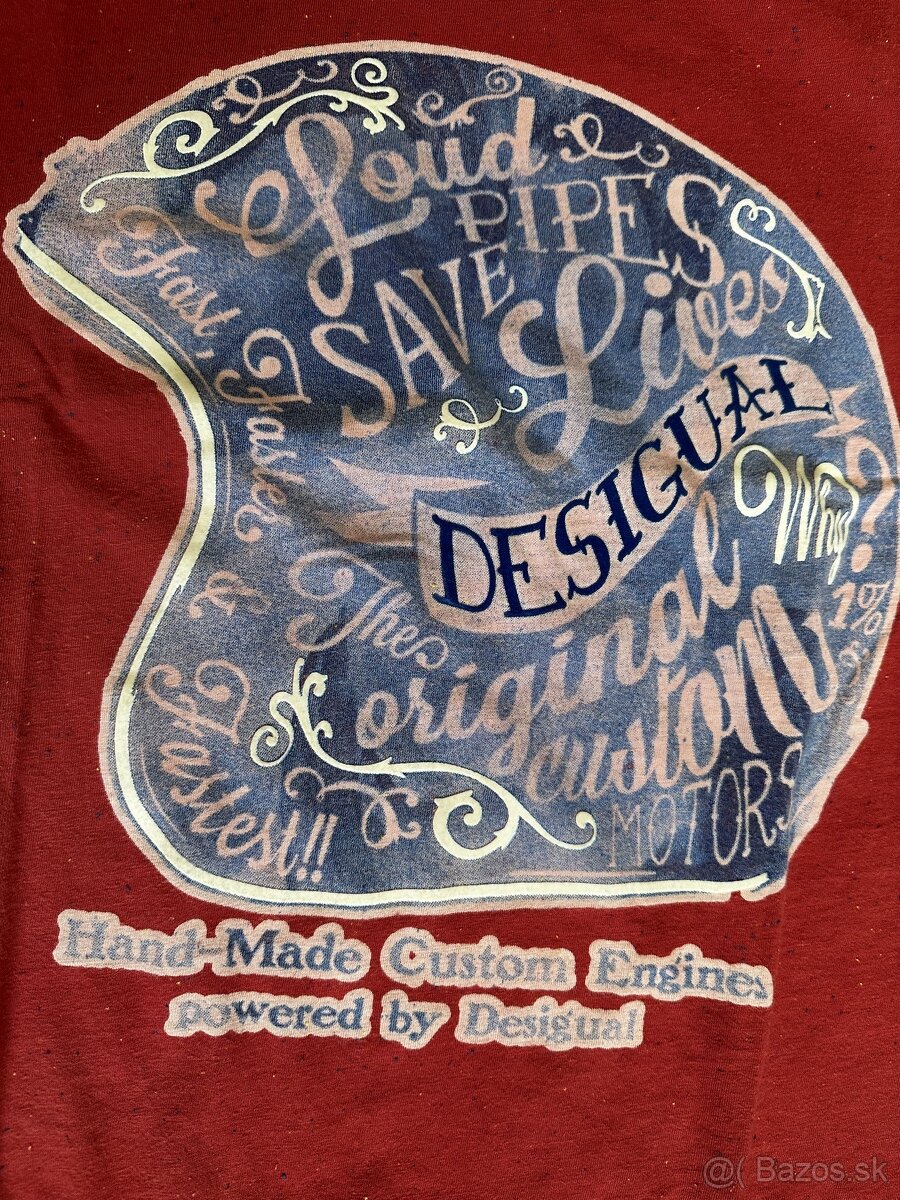 Loud
PIPES
SAVE
Lives
Fast,
Faster
&
Fastest!!
DESIGUAL
Why
1%
The
original
custom
MOTORS
Hand-Made Custom Engines
powered by Desigual
@( Bazos.sk